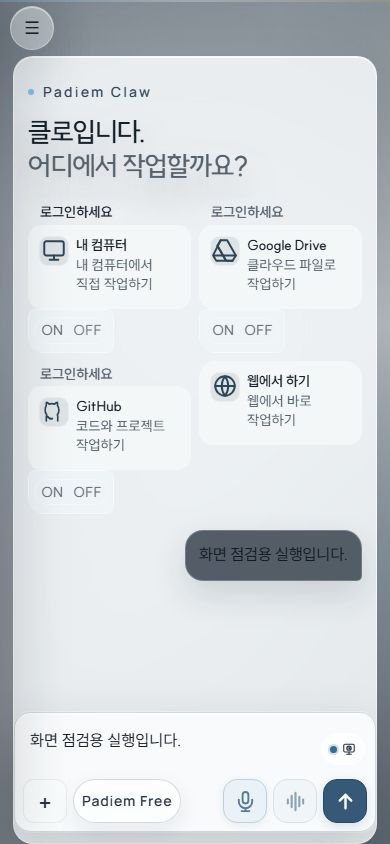 Padiem Claw
클로입니다.
어디에서 작업할까요?
로그인하세요
내 컴퓨터
내 컴퓨터에서
직접 작업하기
ON OFF
로그인하세요
Google Drive
클라우드 파일로
작업하기
ON OFF
로그인하세요
GitHub
코드와 프로젝트
작업하기
ON OFF
웹에서 하기
웹에서 바로
작업하기
화면 점검용 실행입니다.
화면 점검용 실행입니다.
+
Padiem Free